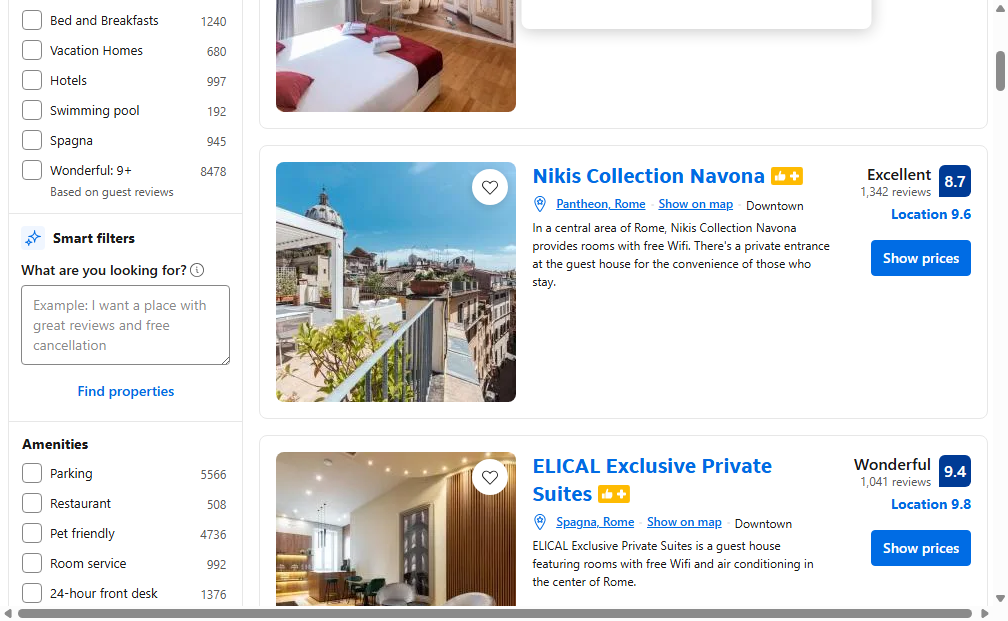 Bed and Breakfasts 1240
Vacation Homes 680
Hotels 997
Swimming pool 192
Spagna 945
Wonderful: 9+ 8478
Based on guest reviews
Smart filters
What are you looking for?
Example: I want a place with
great reviews and free
cancellation
Find properties
Amenities
Parking 5566
Restaurant 508
Pet friendly 4736
Room service 992
24-hour front desk 1376
Nikis Collection Navona
Pantheon, Rome · Show on map · Downtown
In a central area of Rome, Nikis Collection Navona
provides rooms with free Wifi. There's a private entrance
at the guest house for the convenience of those who
stay.
Excellent 8.7
1,342 reviews
Location 9.6
Show prices
ELICAL Exclusive Private
Suites
Spagna, Rome · Show on map · Downtown
ELICAL Exclusive Private Suites is a guest house
featuring rooms with free Wifi and air conditioning in
the center of Rome.
Wonderful 9.4
1,041 reviews
Location 9.8
Show prices